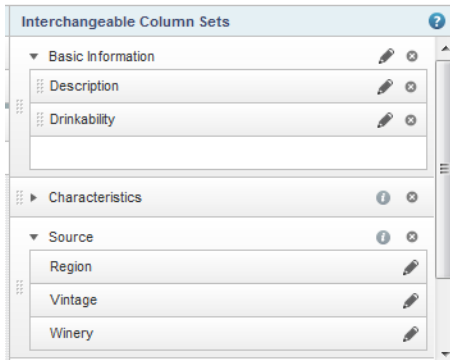 Interchangeable Column Sets
Basic Information
Description
Drinkability
Characteristics
Source
Region
Vintage
Winery